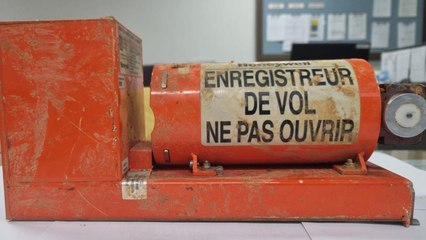 Honeywell
ENREGISTREUR
DE VOL
NE PAS OUVRIR